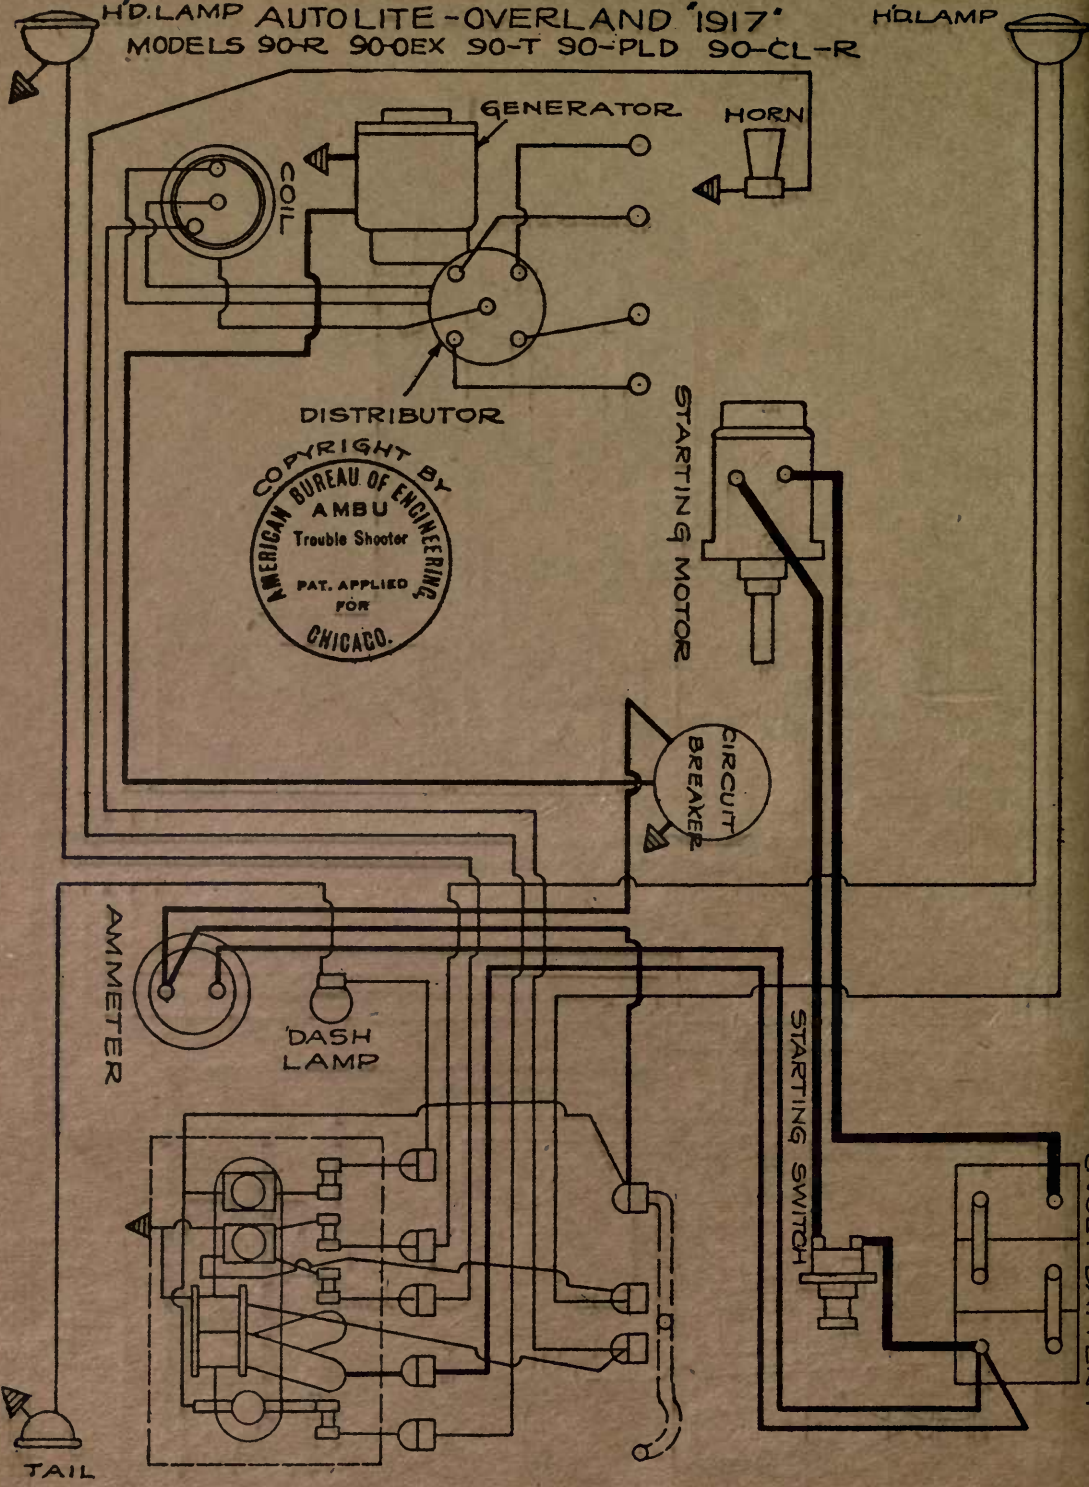 H'D.LAMP AUTOLITE-OVERLAND "1917" H'D.LAMP
MODELS 90-R 90-OEX 90-T 90-PLD 90-CL-R
GENERATOR
HORN
COIL
DISTRIBUTOR
COPYRIGHT BY
AMERICAN BUREAU OF ENGINEERING,
AMBU
Trouble Shooter
PAT. APPLIED
FOR
CHICAGO.
STARTING MOTOR
CIRCUIT
BREAKER
AMMETER
DASH
LAMP
STARTING SWITCH
TAIL